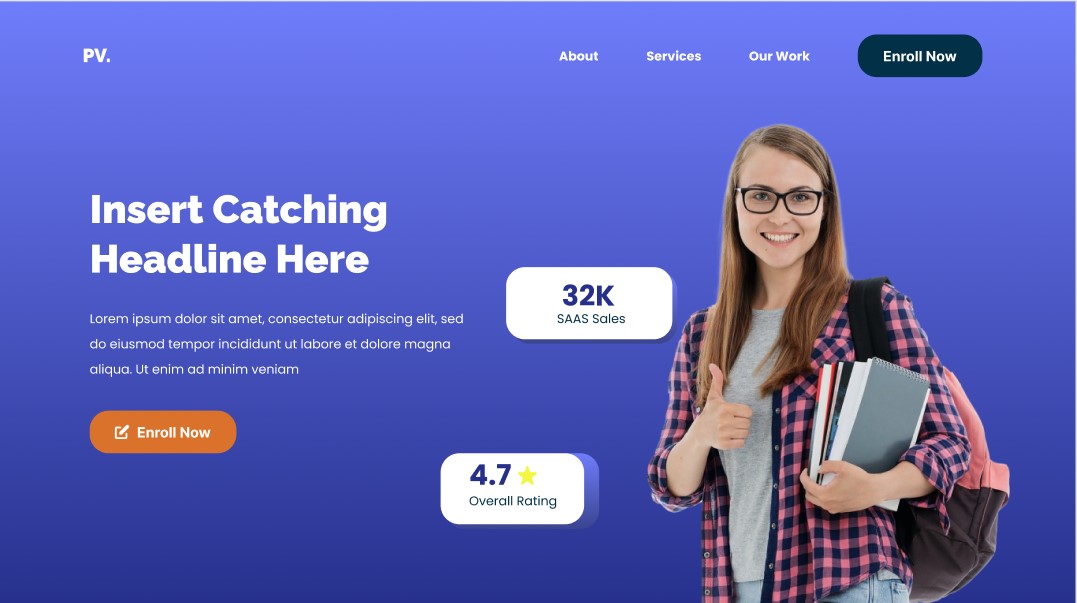 PV.
About
Services
Our Work
Enroll Now
Insert Catching
Headline Here
Lorem ipsum dolor sit amet, consectetur adipiscing elit, sed
do eiusmod tempor incididunt ut labore et dolore magna
aliqua. Ut enim ad minim veniam
Enroll Now
32K
SAAS Sales
4.7
Overall Rating